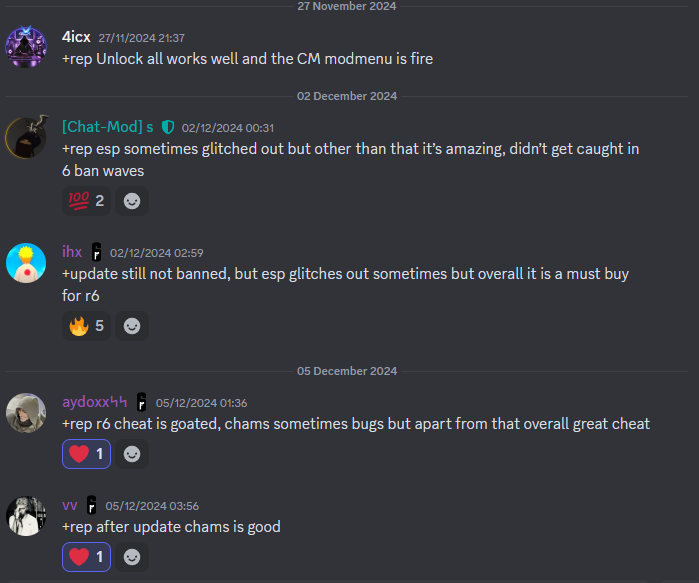 27 November 2024
4icx 27/11/2024 21:37
+rep Unlock all works well and the CM modmenu is fire
02 December 2024
[Chat-Mod] s 02/12/2024 00:31
+rep esp sometimes glitched out but other than that it's amazing, didn't get caught in
6 ban waves
💯 2
ihx r 02/12/2024 02:59
+update still not banned, but esp glitches out sometimes but overall it is a must buy
for r6
5
05 December 2024
aydoxxϟϟ r 05/12/2024 01:36
+rep r6 cheat is goated, chams sometimes bugs but apart from that overall great cheat
1
vv r 05/12/2024 03:56
+rep after update chams is good
1